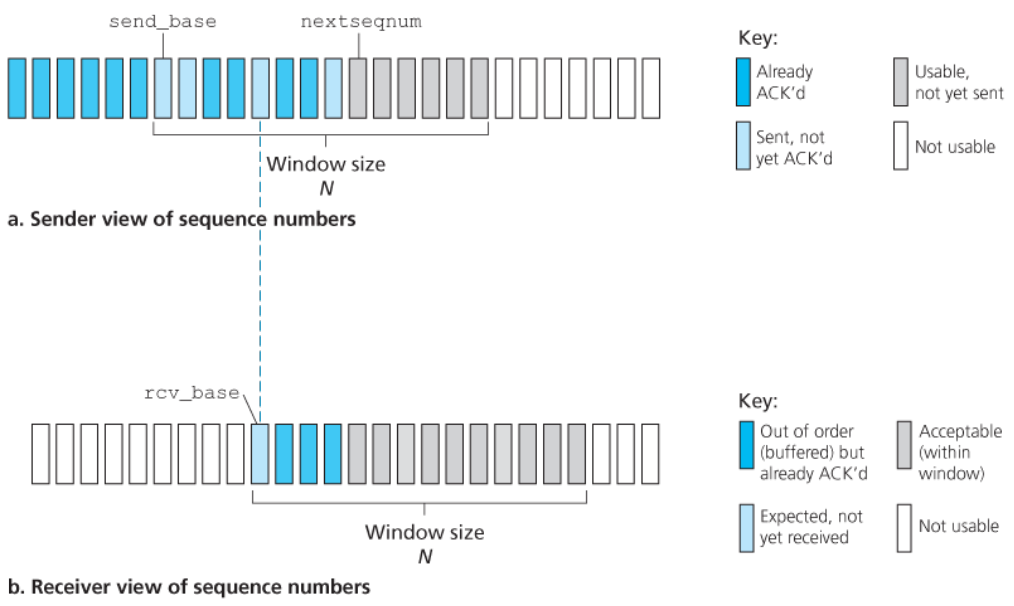 send_base
nextseqnum
Key:
Already
ACK'd
Usable,
not yet sent
Sent, not
yet ACK'd
Not usable
Window size
N
a. Sender view of sequence numbers
rcv_base
Key:
Out of order
(buffered) but
already ACK'd
Acceptable
(within
window)
Expected, not
yet received
Not usable
Window size
N
b. Receiver view of sequence numbers